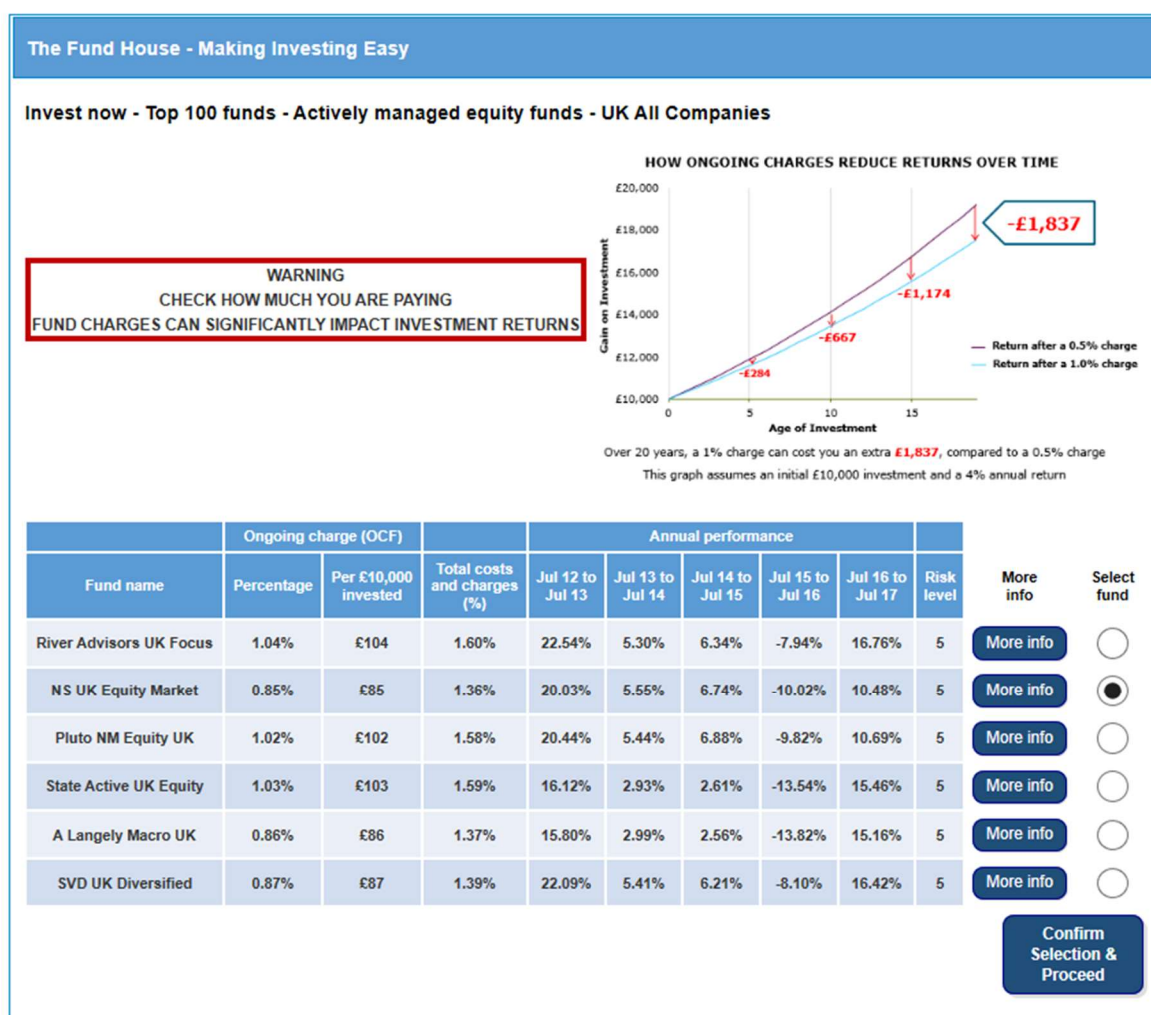 The Fund House - Making Investing Easy
Invest now - Top 100 funds - Actively managed equity funds - UK All Companies
WARNING
CHECK HOW MUCH YOU ARE PAYING
FUND CHARGES CAN SIGNIFICANTLY IMPACT INVESTMENT RETURNS
HOW ONGOING CHARGES REDUCE RETURNS OVER TIME
Gain on Investment
£20,000
£18,000
£16,000
£14,000
£12,000
£10,000
-£1,837
-£1,174
-£667
-£284
Return after a 0.5% charge
Return after a 1.0% charge
0 5 10 15
Age of Investment
Over 20 years, a 1% charge can cost you an extra £1,837, compared to a 0.5% charge
This graph assumes an initial £10,000 investment and a 4% annual return
Ongoing charge (OCF) Annual performance
Fund name Percentage Per £10,000 invested Total costs and charges (%) Jul 12 to Jul 13 Jul 13 to Jul 14 Jul 14 to Jul 15 Jul 15 to Jul 16 Jul 16 to Jul 17 Risk level More info Select fund
River Advisors UK Focus 1.04% £104 1.60% 22.54% 5.30% 6.34% -7.94% 16.76% 5 More info
NS UK Equity Market 0.85% £85 1.36% 20.03% 5.55% 6.74% -10.02% 10.48% 5 More info
Pluto NM Equity UK 1.02% £102 1.58% 20.44% 5.44% 6.88% -9.82% 10.69% 5 More info
State Active UK Equity 1.03% £103 1.59% 16.12% 2.93% 2.61% -13.54% 15.46% 5 More info
A Langely Macro UK 0.86% £86 1.37% 15.80% 2.99% 2.56% -13.82% 15.16% 5 More info
SVD UK Diversified 0.87% £87 1.39% 22.09% 5.41% 6.21% -8.10% 16.42% 5 More info
Confirm
Selection &
Proceed